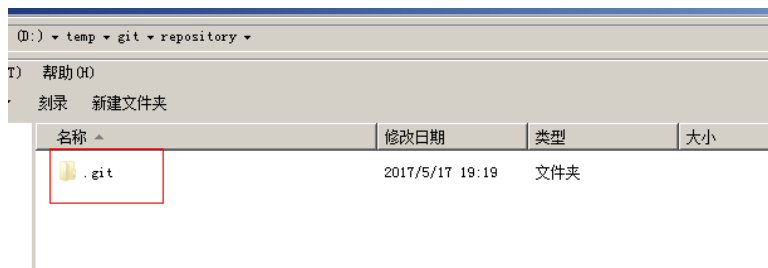 (D:) ▾ temp ▾ git ▾ repository ▾
T) 帮助(H)
刻录 新建文件夹
名称 修改日期 类型 大小
.git 2017/5/17 19:19 文件夹